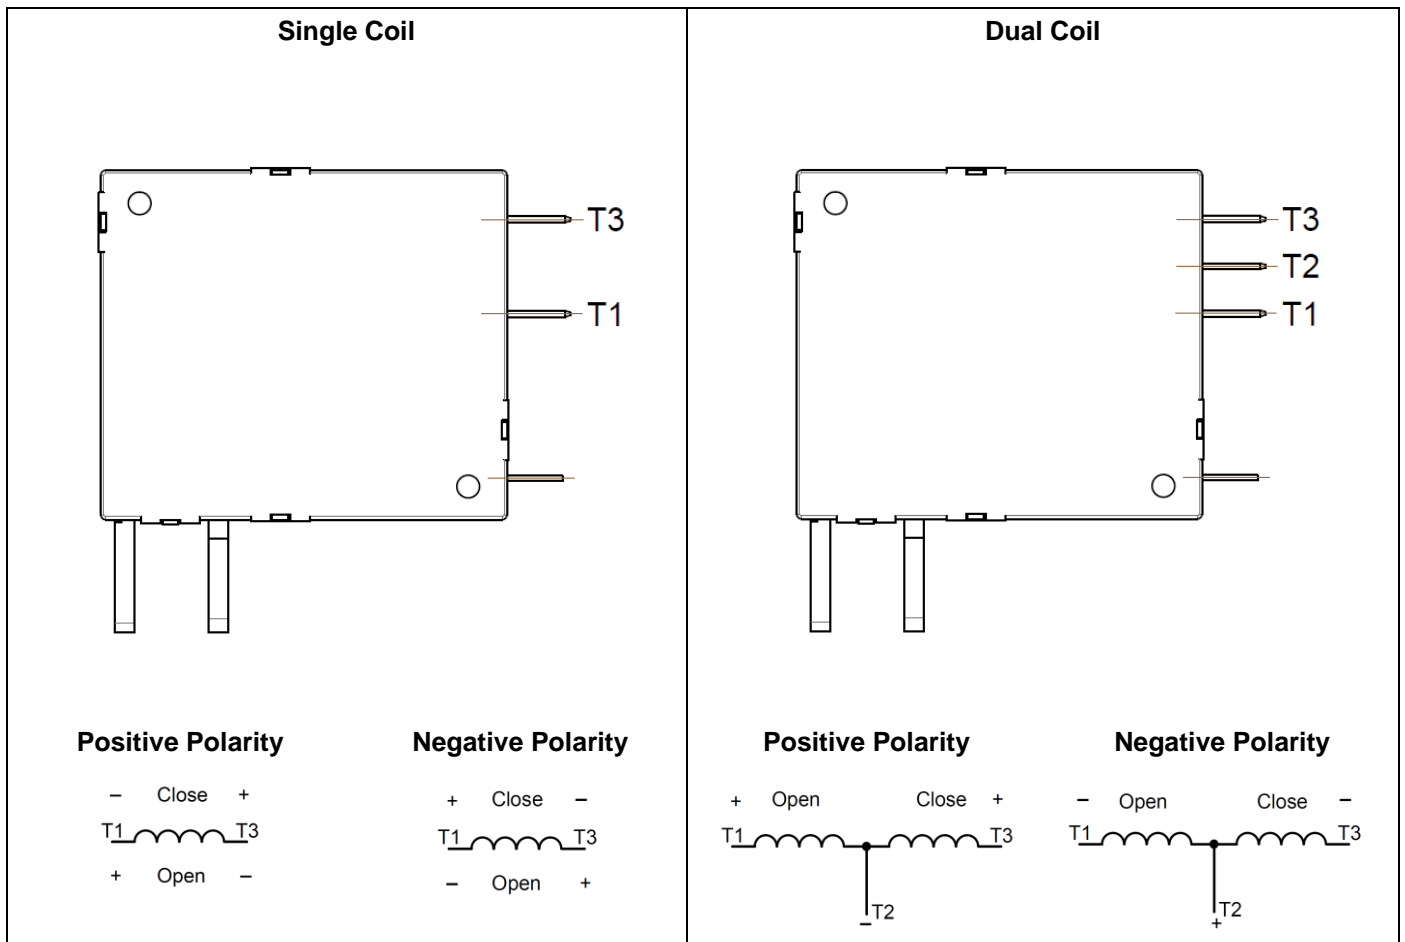 Single Coil
T3
T1
Positive Polarity
− Close +
T1 T3
+ Open −
Negative Polarity
+ Close −
T1 T3
− Open +
Dual Coil
T3
T2
T1
Positive Polarity
+ Open Close +
T1 T3
− T2
Negative Polarity
− Open Close −
T1 T3
T2
+